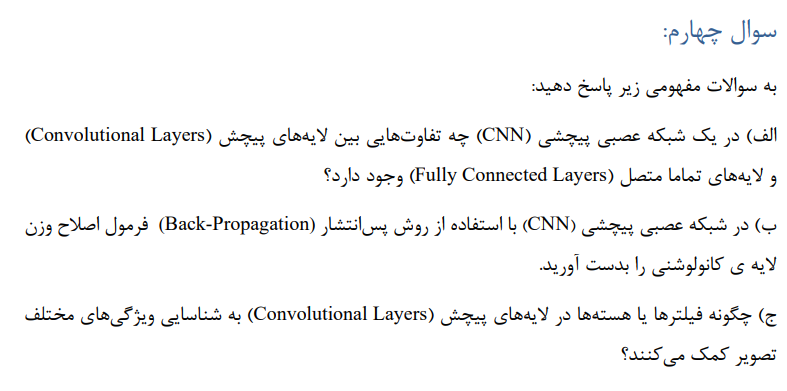 سوال چهارم:
به سوالات مفهومی زیر پاسخ دهید:
الف) در یک شبکه عصبی پیچشی (CNN) چه تفاوت‌هایی بین لایه‌های پیچش (Convolutional Layers)
و لایه‌های تماما متصل (Fully Connected Layers) وجود دارد؟
ب) در شبکه عصبی پیچشی (CNN) با استفاده از روش پس‌انتشار (Back-Propagation) فرمول اصلاح وزن
لایه ی کانولوشنی را بدست آورید.
ج) چگونه فیلترها یا هسته‌ها در لایه‌های پیچش (Convolutional Layers) به شناسایی ویژگی‌های مختلف
تصویر کمک می‌کنند؟